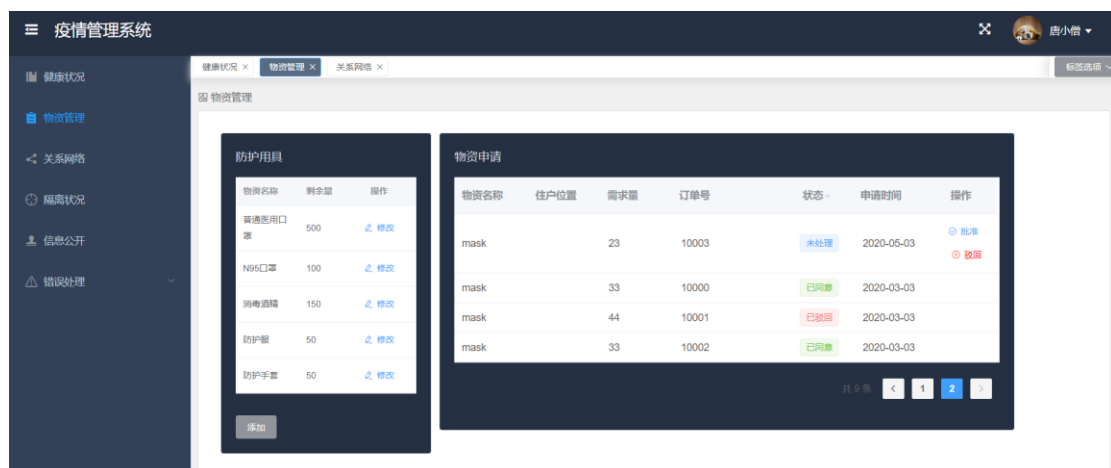 疫情管理系统
唐小僧
健康状况
物资管理
关系网络
隔离状况
信息公开
错误处理
健康状况 × 物资管理 × 关系网络 ×
标签选项
物资管理
防护用具
物资名称 剩余量 操作
普通医用口罩 500 修改
N95口罩 100 修改
消毒酒精 150 修改
防护服 50 修改
防护手套 50 修改
添加
物资申请
物资名称 住户位置 需求量 订单号 状态 申请时间 操作
mask 23 10003 未处理 2020-05-03 批准 驳回
mask 33 10000 已同意 2020-03-03
mask 44 10001 已驳回 2020-03-03
mask 33 10002 已同意 2020-03-03
共 9 条 < 1 2 >